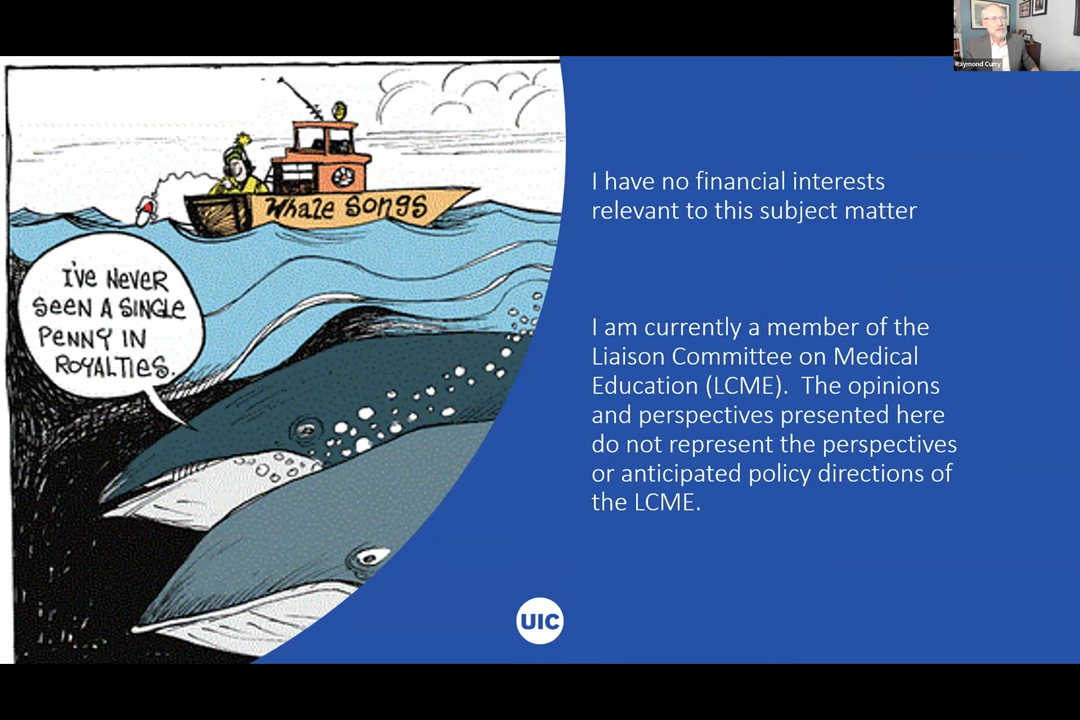 Raymond Curry
Whale Songs
I'VE NEVER
SEEN A SINGLE
PENNY IN
ROYALTIES.
I have no financial interests
relevant to this subject matter
I am currently a member of the
Liaison Committee on Medical
Education (LCME).  The opinions
and perspectives presented here
do not represent the perspectives
or anticipated policy directions of
the LCME.
UIC